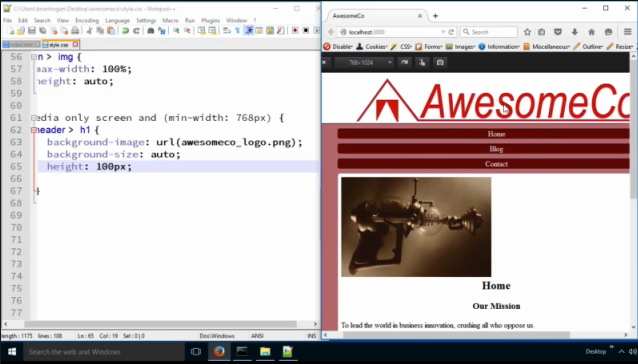 C:\Users\brianhogan\Desktop\awesomeco\style.css - Notepad++
File Edit Search View Encoding Language Settings Macro Run Plugins Window ?
style.css
56 n > img {
57 max-width: 100%;
58 height: auto;
59
60
61 edia only screen and (min-width: 768px) {
62 header > h1 {
63 background-image: url(awesomeco_logo.png);
64 background-size: auto;
65 height: 100px;
66
67 }
68
69
70
71
72
73
74
75
76
77
length : 1175 lines : 108 Ln : 65 Col : 19 Sel : 0 | 0 Dos\Windows ANSI INS
AwesomeCo
localhost:3000
Search
Disable Cookies CSS Forms Images Information Miscellaneous Outline Resize
768×1024
AwesomeCo
Home
Blog
Contact
Home
Our Mission
To lead the world is business innovation, crushing all who oppose us.
Search the web and Windows
Desktop